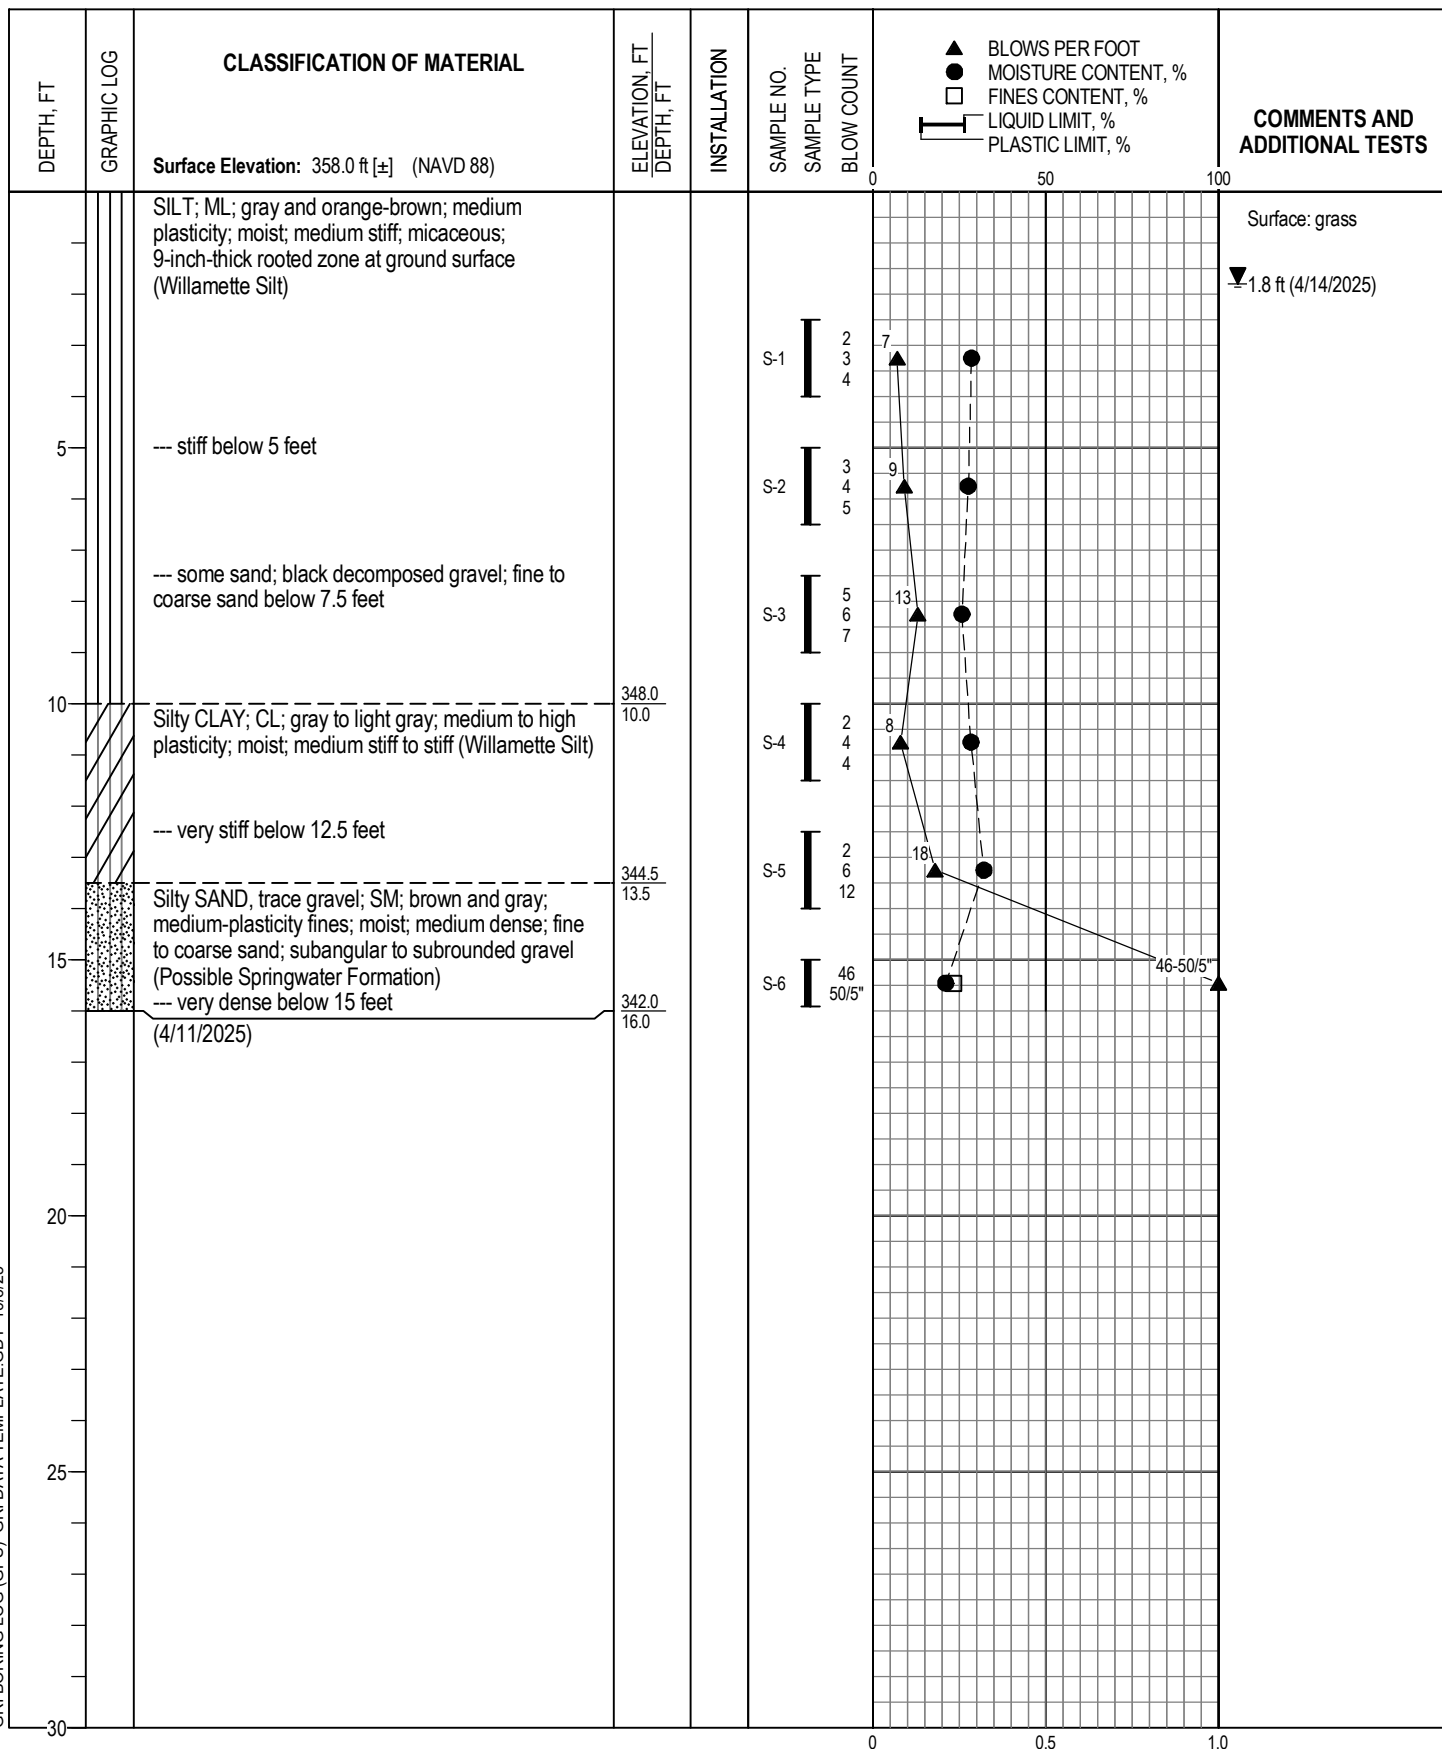 DEPTH, FT
GRAPHIC LOG
CLASSIFICATION OF MATERIAL
Surface Elevation: 358.0 ft [±] (NAVD 88)
ELEVATION, FT
DEPTH, FT
INSTALLATION
SAMPLE NO.
SAMPLE TYPE
BLOW COUNT
BLOWS PER FOOT
MOISTURE CONTENT, %
FINES CONTENT, %
LIQUID LIMIT, %
PLASTIC LIMIT, %
0 50 100
COMMENTS AND
ADDITIONAL TESTS
SILT; ML; gray and orange-brown; medium
plasticity; moist; medium stiff; micaceous;
9-inch-thick rooted zone at ground surface
(Willamette Silt)
Surface: grass
1.8 ft (4/14/2025)
S-1
2
3
4
7
5
--- stiff below 5 feet
S-2
3
4
5
9
--- some sand; black decomposed gravel; fine to
coarse sand below 7.5 feet
S-3
5
6
7
13
10
348.0
10.0
Silty CLAY; CL; gray to light gray; medium to high
plasticity; moist; medium stiff to stiff (Willamette Silt)
S-4
2
4
4
8
--- very stiff below 12.5 feet
S-5
2
6
12
18
344.5
13.5
Silty SAND, trace gravel; SM; brown and gray;
medium-plasticity fines; moist; medium dense; fine
to coarse sand; subangular to subrounded gravel
(Possible Springwater Formation)
15
--- very dense below 15 feet
S-6
46
50/5"
46-50/5"
342.0
16.0
(4/11/2025)
20
25
30
0 0.5 1.0